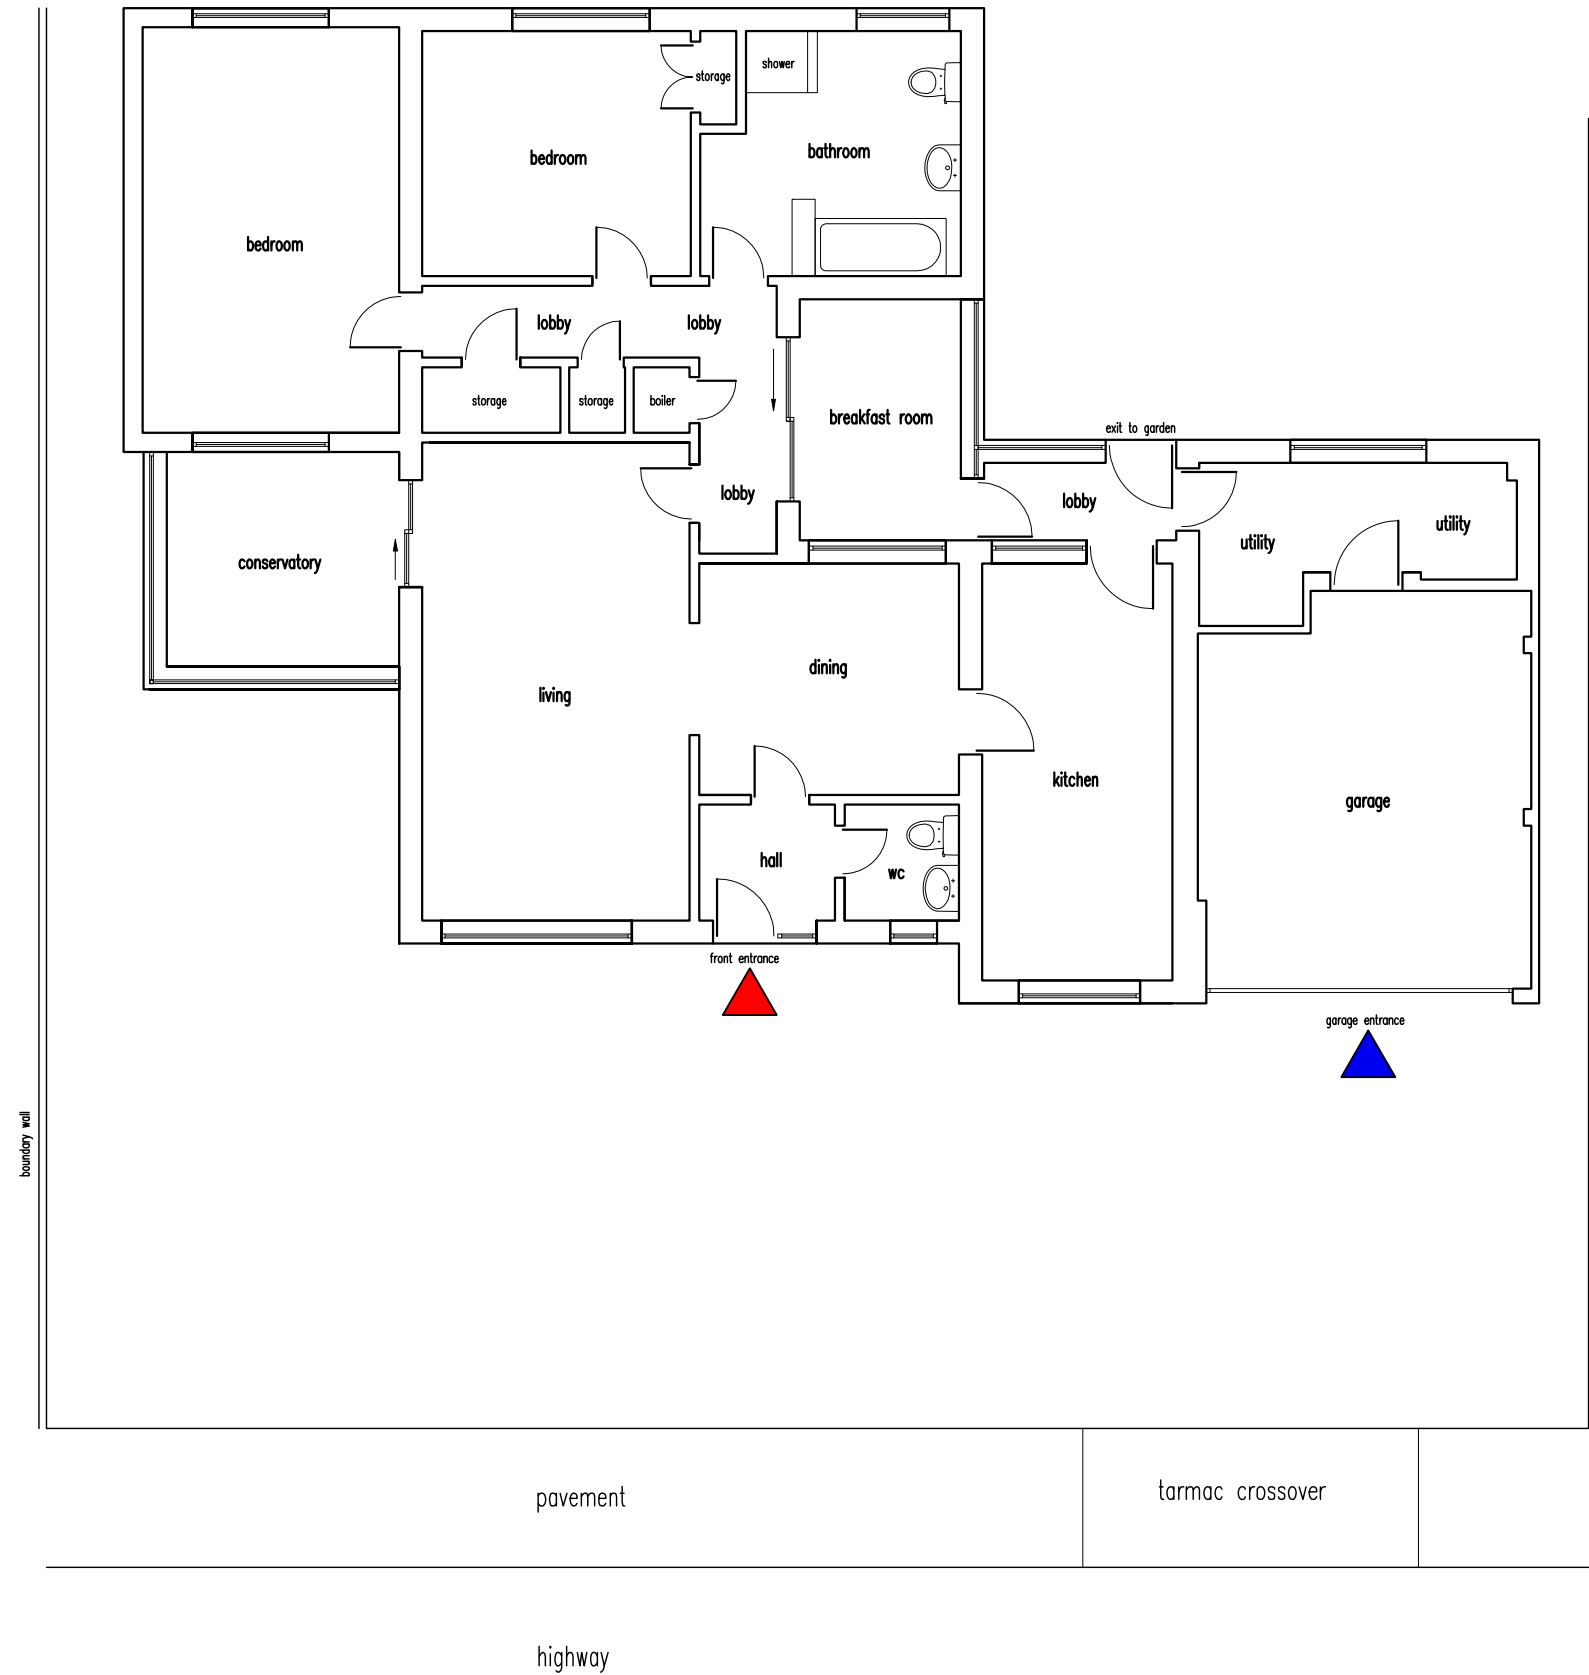 storage
shower
bedroom
bathroom
bedroom
lobby
lobby
storage
storage
boiler
breakfast room
exit to garden
lobby
lobby
utility
utility
conservatory
dining
living
kitchen
garage
hall
wc
front entrance
garage entrance
boundary wall
pavement
tarmac crossover
highway